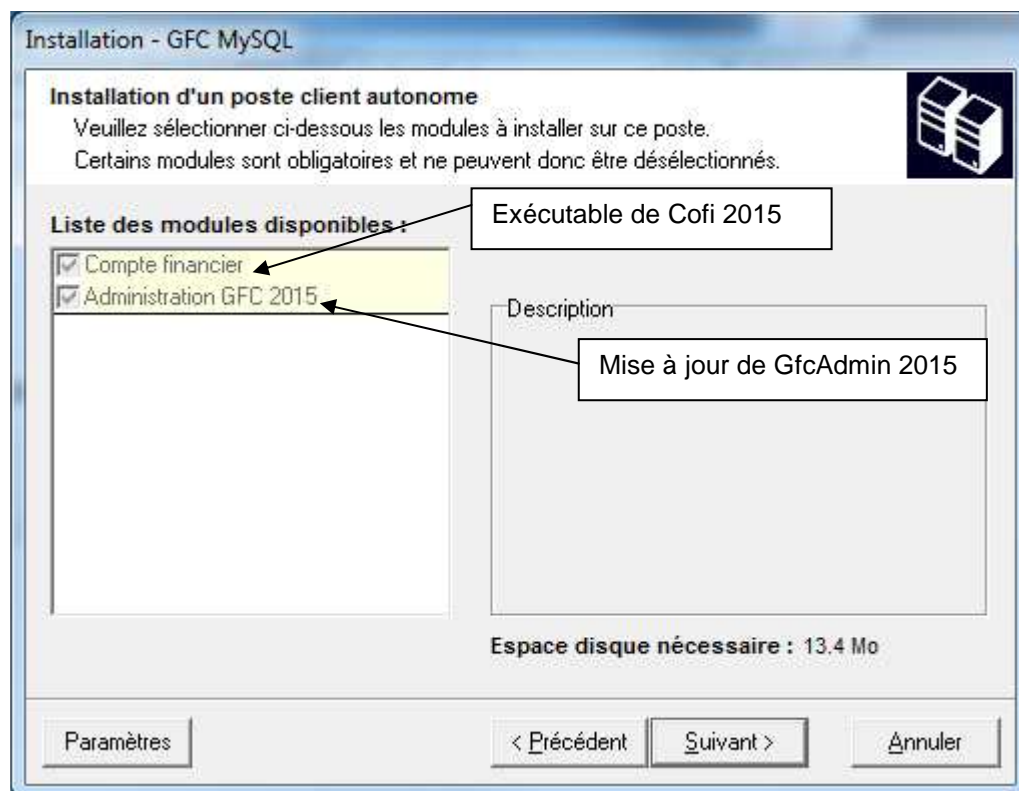 Installation - GFC MySQL
Installation d'un poste client autonome
Veuillez sélectionner ci-dessous les modules à installer sur ce poste.
Certains modules sont obligatoires et ne peuvent donc être désélectionnés.
Liste des modules disponibles :
Exécutable de Cofi 2015
Compte financier
Administration GFC 2015
Description
Mise à jour de GfcAdmin 2015
Espace disque nécessaire : 13.4 Mo
Paramètres
< Précédent
Suivant >
Annuler